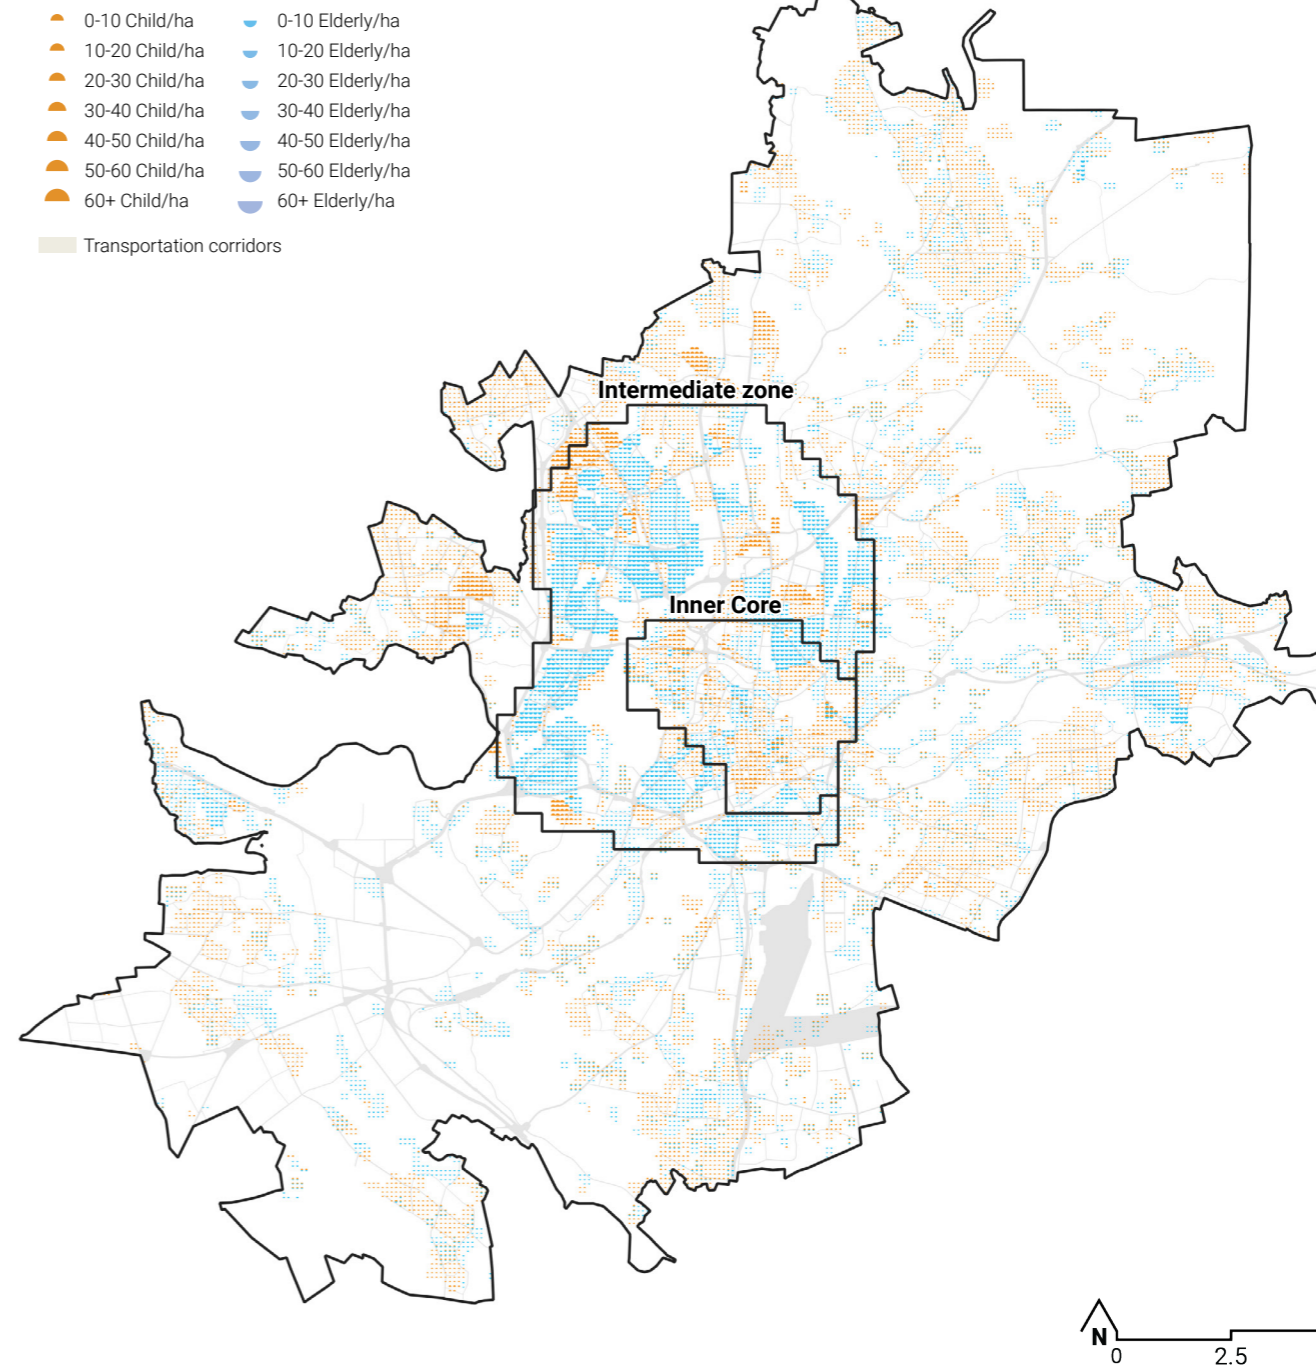 0-10 Child/ha 0-10 Elderly/ha
10-20 Child/ha 10-20 Elderly/ha
20-30 Child/ha 20-30 Elderly/ha
30-40 Child/ha 30-40 Elderly/ha
40-50 Child/ha 40-50 Elderly/ha
50-60 Child/ha 50-60 Elderly/ha
60+ Child/ha 60+ Elderly/ha
Transportation corridors
Intermediate zone
Inner Core
N
0 2.5